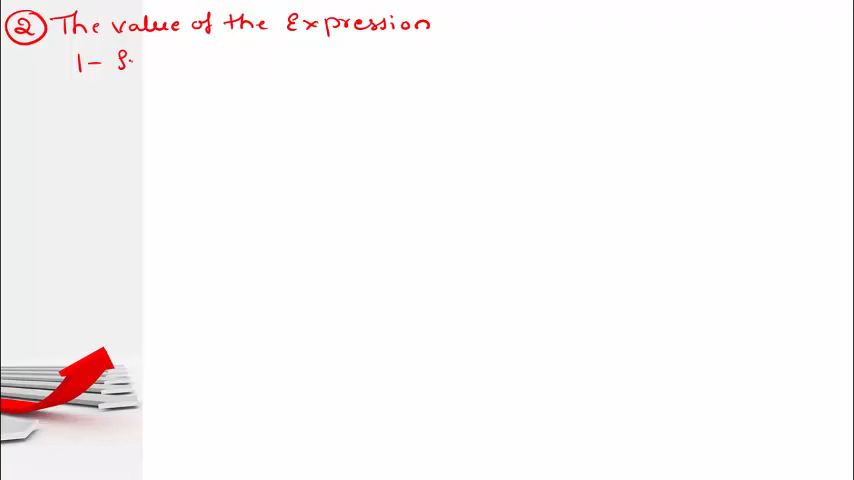 ② The value of the Expression
1 -